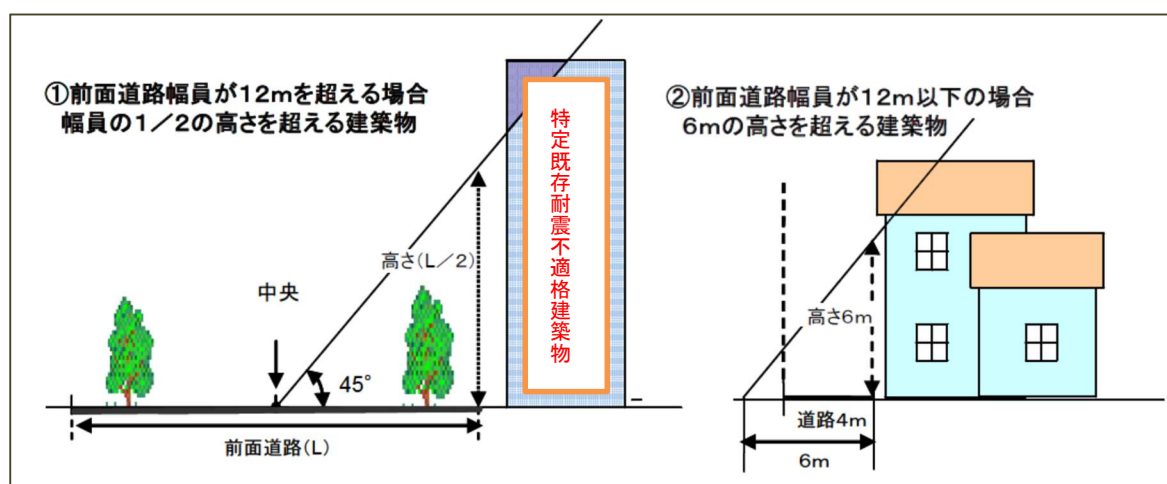 ①前面道路幅員が12mを超える場合
幅員の1/2の高さを超える建築物
中央
45°
高さ(L/2)
前面道路(L)
特定既存耐震不適格建築物
②前面道路幅員が12m以下の場合
6mの高さを超える建築物
高さ6m
道路4m
6m